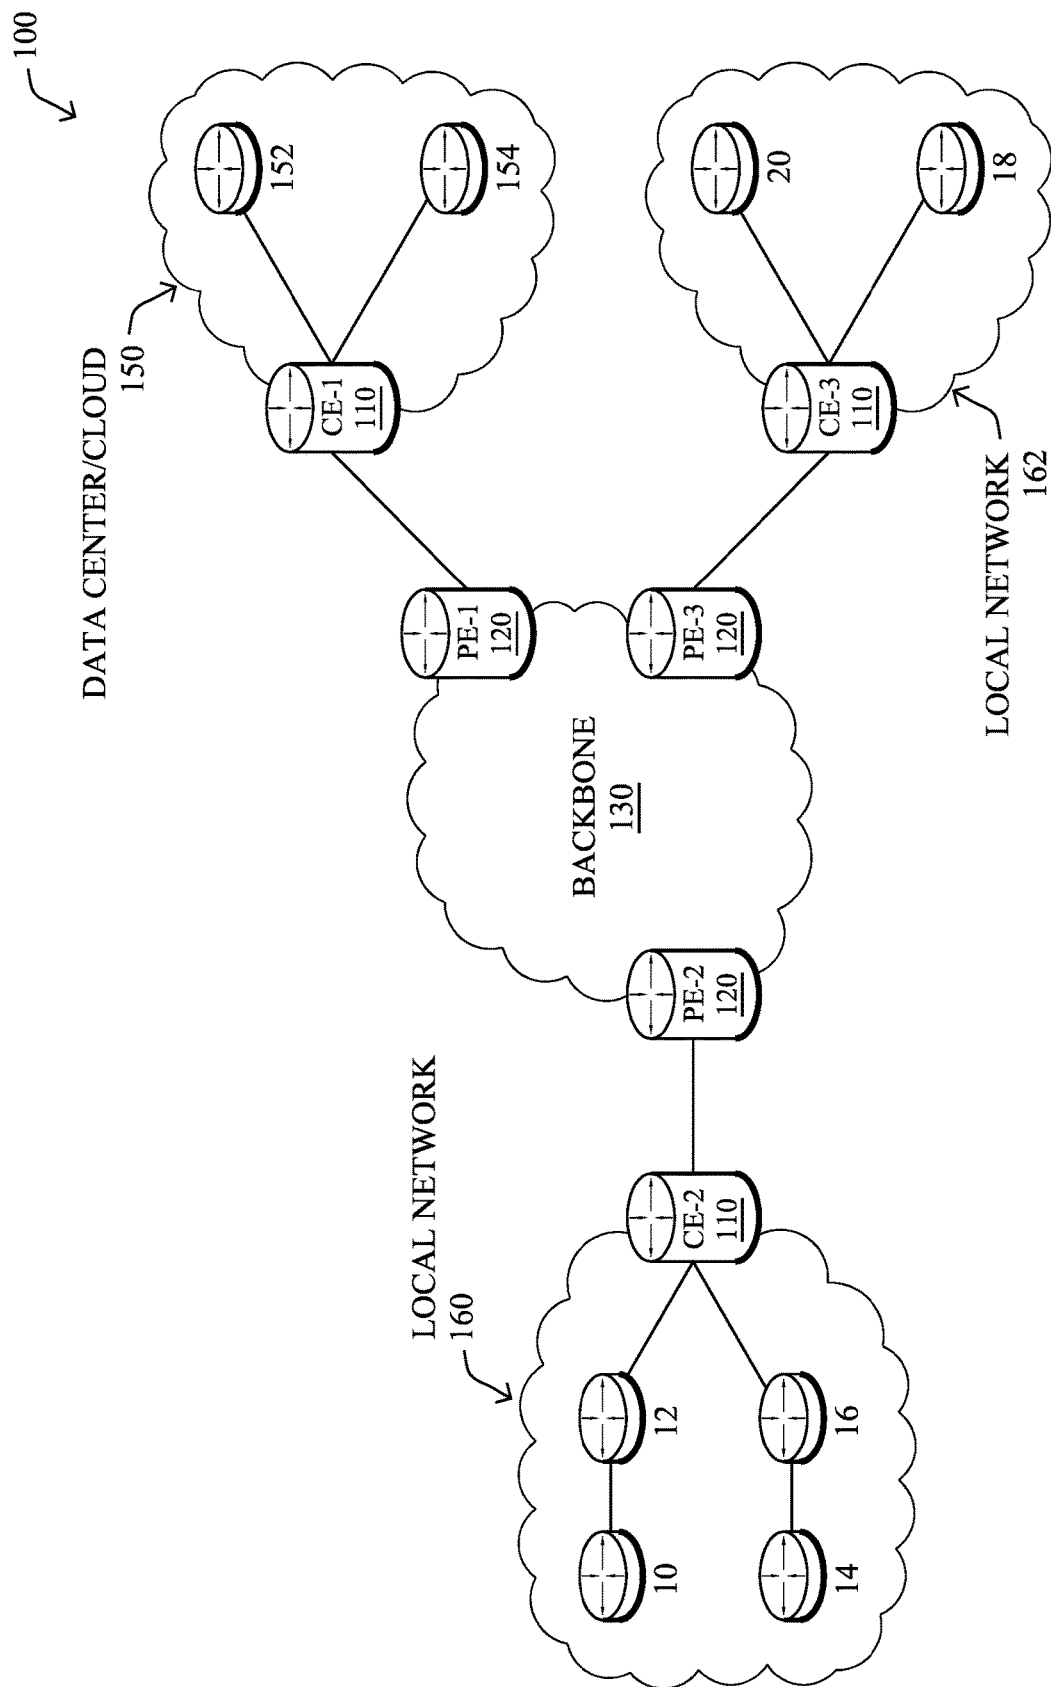 100
DATA CENTER/CLOUD
150
152
154
CE-1
110
PE-1
120
BACKBONE
130
PE-2
120
PE-3
120
CE-3
110
20
18
LOCAL NETWORK
162
LOCAL NETWORK
160
CE-2
110
12
10
16
14